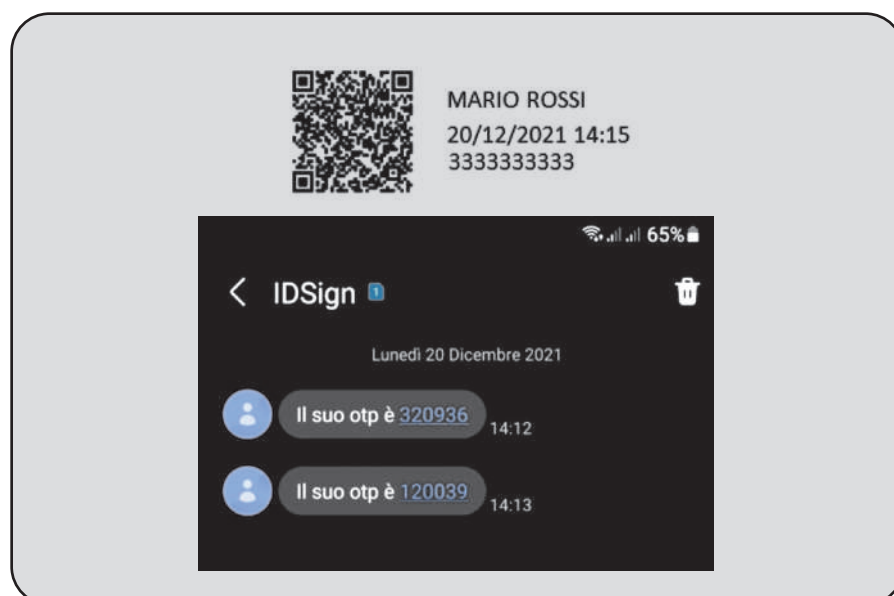 MARIO ROSSI
20/12/2021 14:15
3333333333
65%
IDSign 1
Lunedì 20 Dicembre 2021
Il suo otp è 320936
14:12
Il suo otp è 120039
14:13